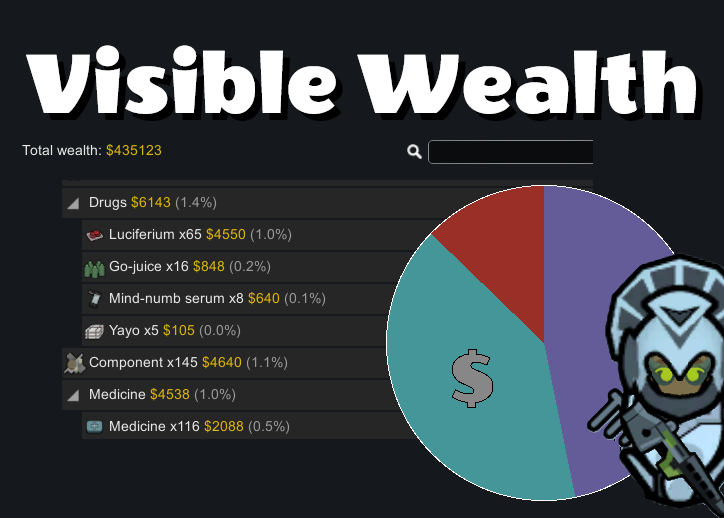 Visible Wealth
Total wealth: $435123
Drugs $6143 (1.4%)
Luciferium x65 $4550 (1.0%)
Go-juice x16 $848 (0.2%)
Mind-numb serum x8 $640 (0.1%)
Yayo x5 $105 (0.0%)
Component x145 $4640 (1.1%)
Medicine $4538 (1.0%)
Medicine x116 $2088 (0.5%)
$